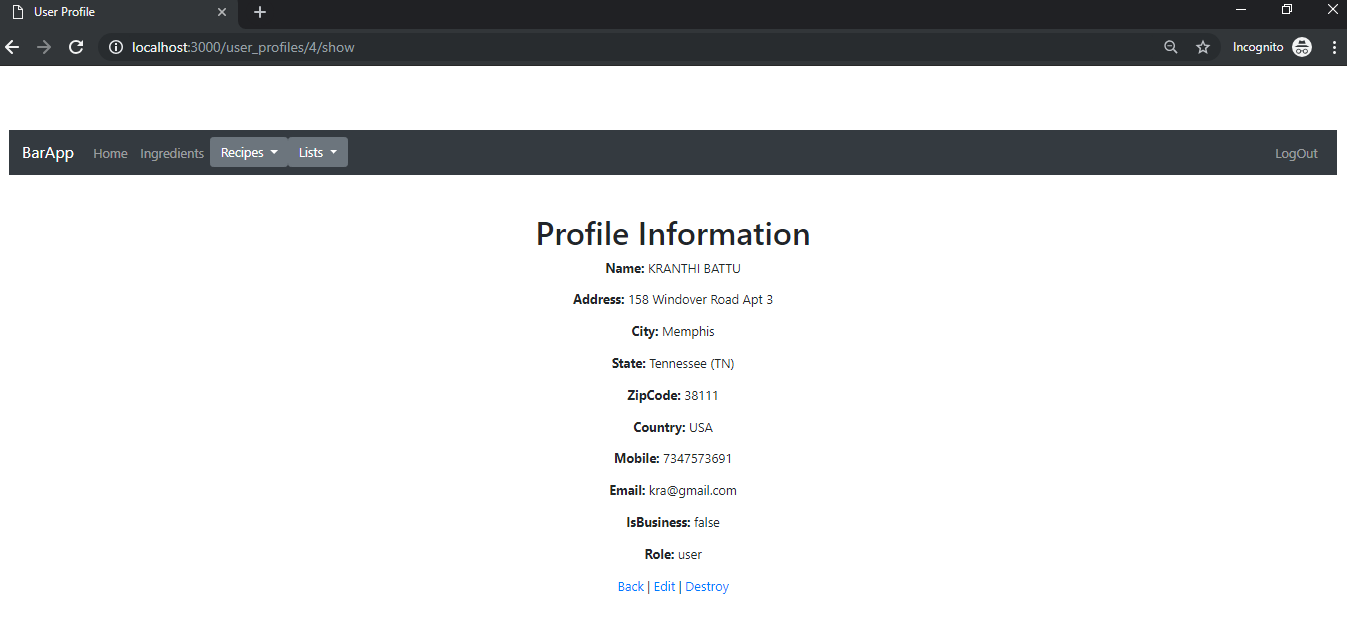 User Profile
localhost:3000/user_profiles/4/show
Incognito
BarApp Home Ingredients Recipes Lists LogOut
Profile Information
Name: KRANTHI BATTU
Address: 158 Windover Road Apt 3
City: Memphis
State: Tennessee (TN)
ZipCode: 38111
Country: USA
Mobile: 7347573691
Email: kra@gmail.com
IsBusiness: false
Role: user
Back | Edit | Destroy